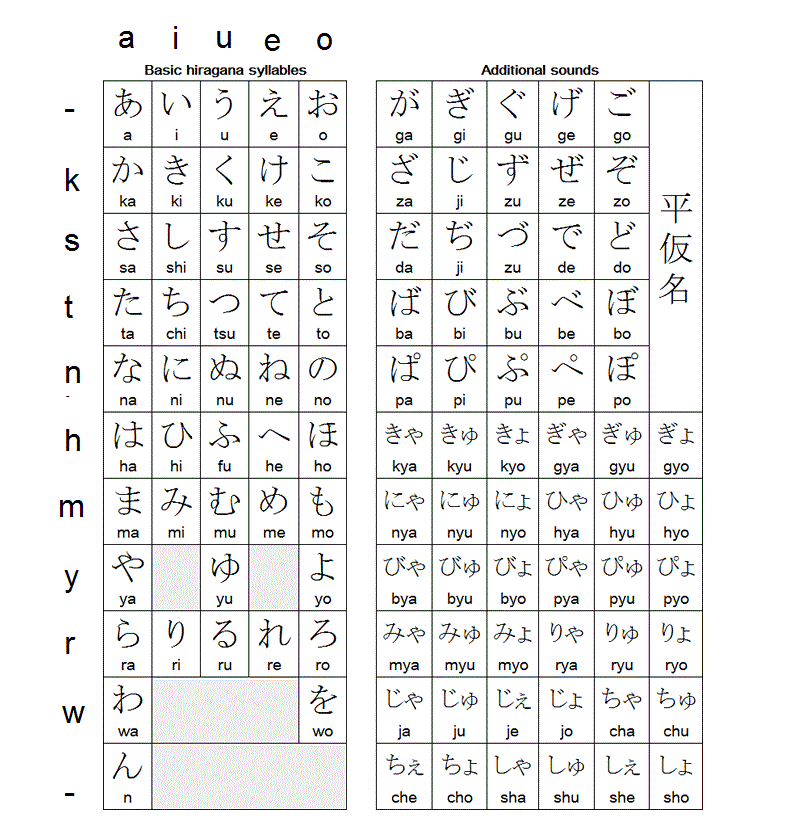 a i u e o
Basic hiragana syllables
- あ い う え お
a i u e o
k か き く け こ
ka ki ku ke ko
s さ し す せ そ
sa shi su se so
t た ち つ て と
ta chi tsu te to
n な に ぬ ね の
na ni nu ne no
-
h は ひ ふ へ ほ
ha hi fu he ho
m ま み む め も
ma mi mu me mo
y や ゆ よ
ya yu yo
r ら り る れ ろ
ra ri ru re ro
w わ を
wa wo
ん
- n
Additional sounds
が ぎ ぐ げ ご
ga gi gu ge go
ざ じ ず ぜ ぞ
za ji zu ze zo
だ ぢ づ で ど
da ji zu de do
ば び ぶ べ ぼ
ba bi bu be bo
ぱ ぴ ぷ ぺ ぽ
pa pi pu pe po
平仮名
きゃ きゅ きょ ぎゃ ぎゅ ぎょ
kya kyu kyo gya gyu gyo
にゃ にゅ にょ ひゃ ひゅ ひょ
nya nyu nyo hya hyu hyo
びゃ びゅ びょ ぴゃ ぴゅ ぴょ
bya byu byo pya pyu pyo
みゃ みゅ みょ りゃ りゅ りょ
mya myu myo rya ryu ryo
じゃ じゅ じぇ じょ ちゃ ちゅ
ja ju je jo cha chu
ちぇ ちょ しゃ しゅ しぇ しょ
che cho sha shu she sho